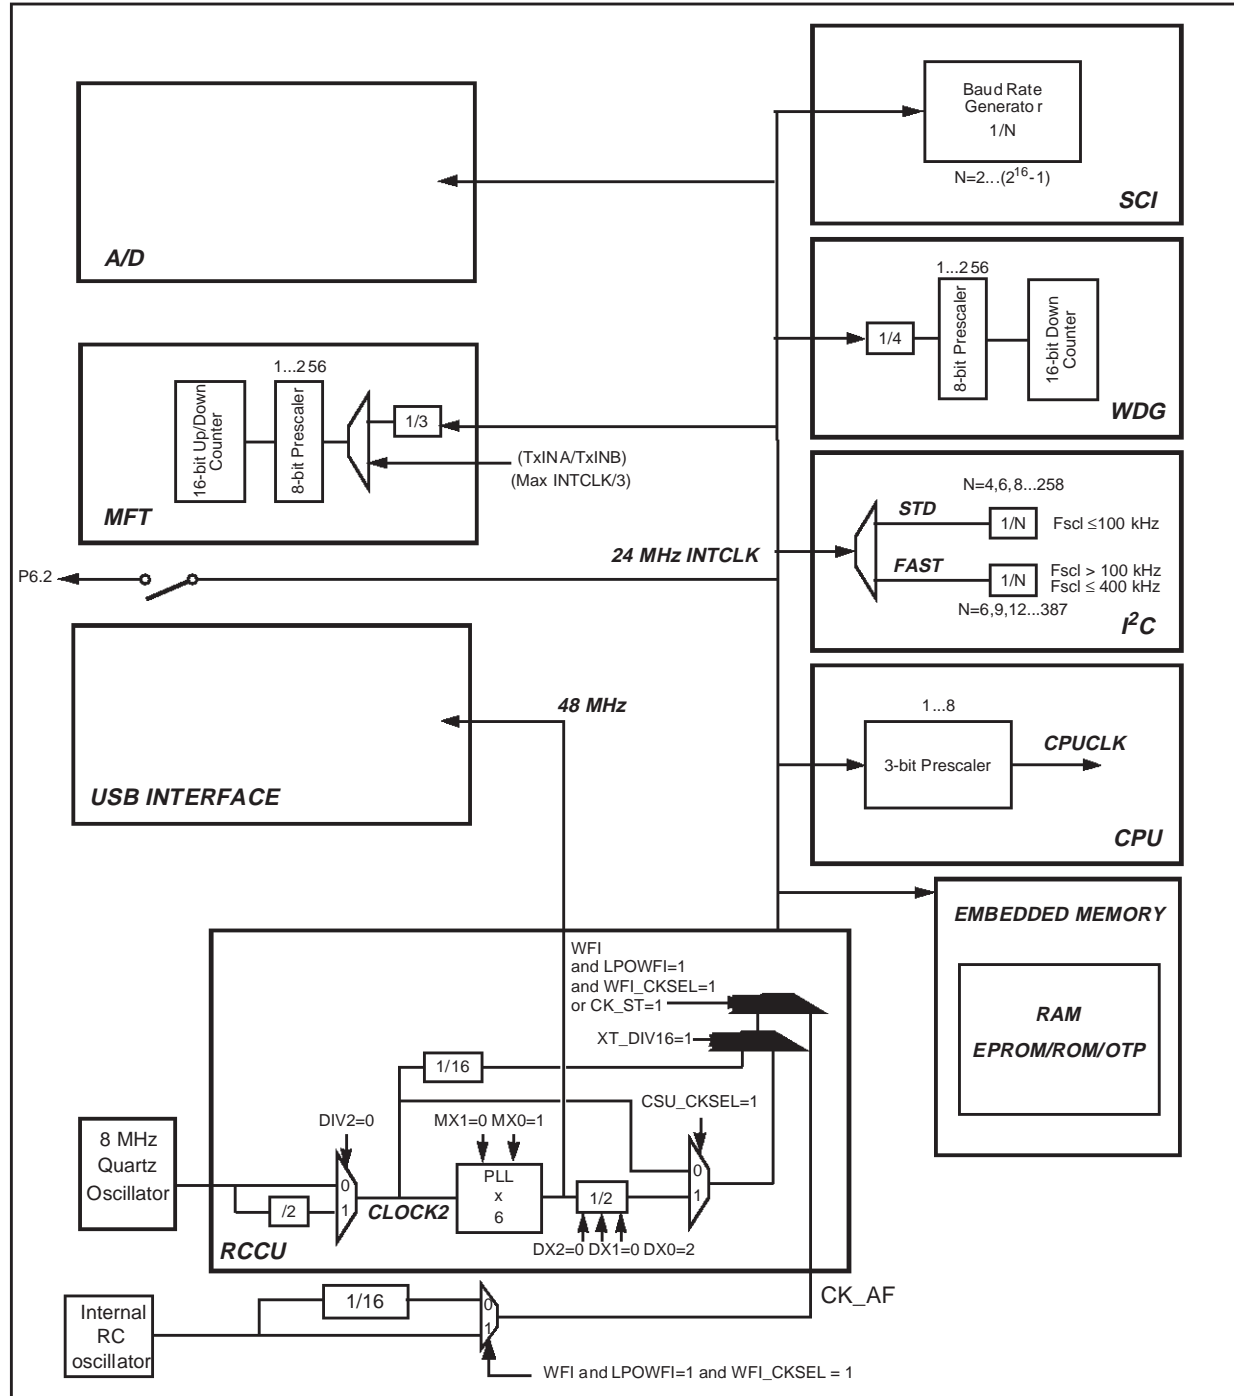 Baud Rate
Generator
1/N
N=2...(2^16-1)
SCI
A/D
1...256
1/4
8-bit Prescaler
16-bit Down
Counter
WDG
1...256
16-bit Up/Down
Counter
8-bit Prescaler
1/3
(TxINA/TxINB)
(Max INTCLK/3)
MFT
N=4,6,8...258
STD
1/N
Fscl ≤100 kHz
24 MHz INTCLK
FAST
1/N
Fscl > 100 kHz
Fscl ≤ 400 kHz
N=6,9,12...387
I²C
P6.2
48 MHz
USB INTERFACE
1...8
3-bit Prescaler
CPUCLK
CPU
EMBEDDED MEMORY
RAM
EPROM/ROM/OTP
WFI
and LPOWFI=1
and WFI_CKSEL=1
or CK_ST=1
XT_DIV16=1
1/16
CSU_CKSEL=1
DIV2=0
MX1=0 MX0=1
8 MHz
Quartz
Oscillator
/2
0
1
CLOCK2
PLL
x
6
1/2
0
1
DX2=0 DX1=0 DX0=2
RCCU
CK_AF
Internal
RC
oscillator
1/16
0
1
WFI and LPOWFI=1 and WFI_CKSEL = 1